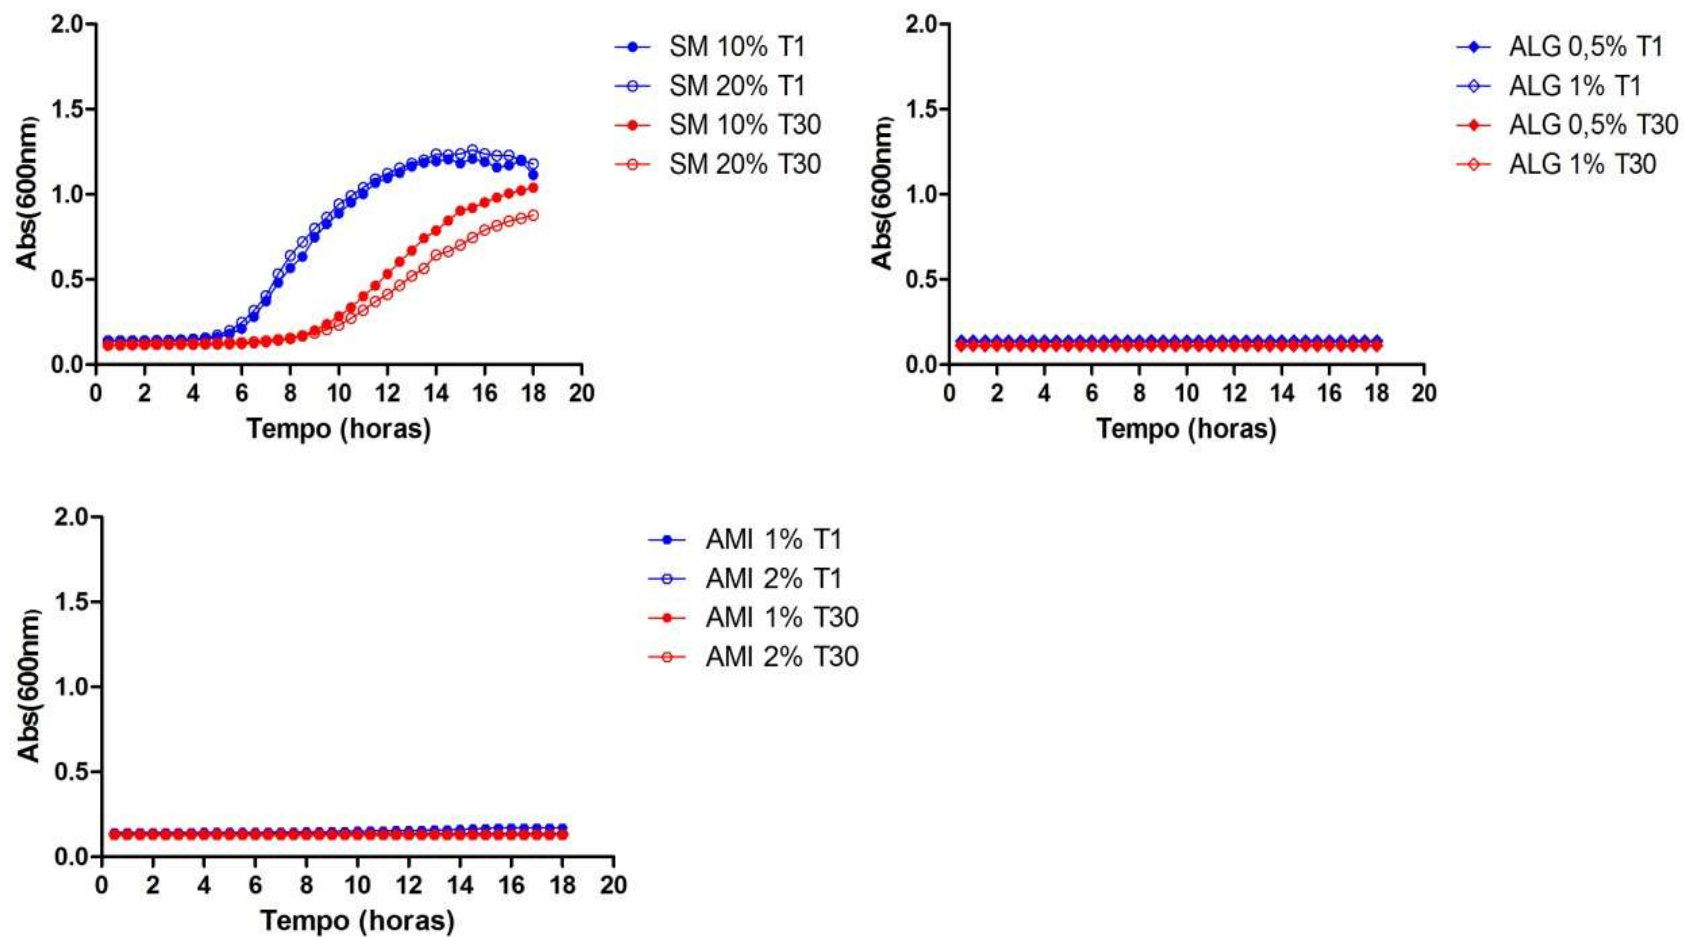 2.0
1.5
1.0
0.5
0.0
Abs(600nm)
0 2 4 6 8 10 12 14 16 18 20
Tempo (horas)
SM 10% T1
SM 20% T1
SM 10% T30
SM 20% T30
2.0
1.5
1.0
0.5
0.0
Abs(600nm)
0 2 4 6 8 10 12 14 16 18 20
Tempo (horas)
ALG 0,5% T1
ALG 1% T1
ALG 0,5% T30
ALG 1% T30
2.0
1.5
1.0
0.5
0.0
Abs(600nm)
0 2 4 6 8 10 12 14 16 18 20
Tempo (horas)
AMI 1% T1
AMI 2% T1
AMI 1% T30
AMI 2% T30